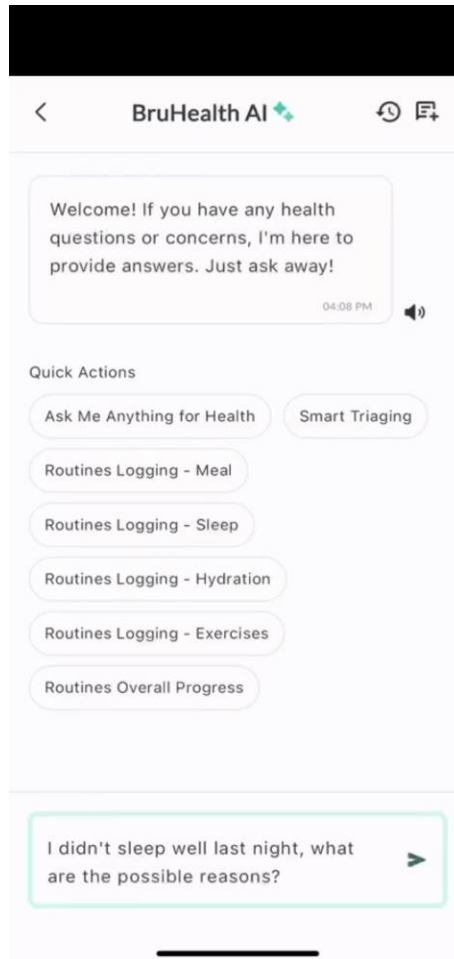 BruHealth AI
Welcome! If you have any health
questions or concerns, I'm here to
provide answers. Just ask away!
04:08 PM
Quick Actions
Ask Me Anything for Health
Smart Triaging
Routines Logging - Meal
Routines Logging - Sleep
Routines Logging - Hydration
Routines Logging - Exercises
Routines Overall Progress
I didn't sleep well last night, what
are the possible reasons?